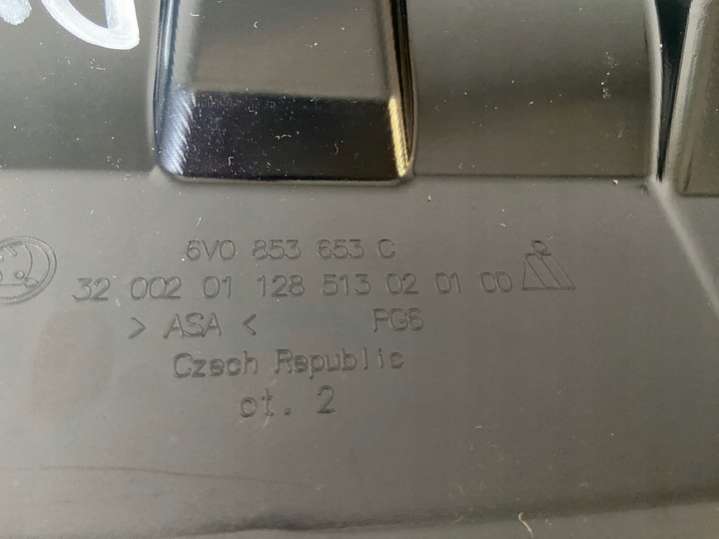 6V0 853 653 C
32 002 01 128 513 02 01 00
> ASA < PG6
Czech Republic
ot. 2